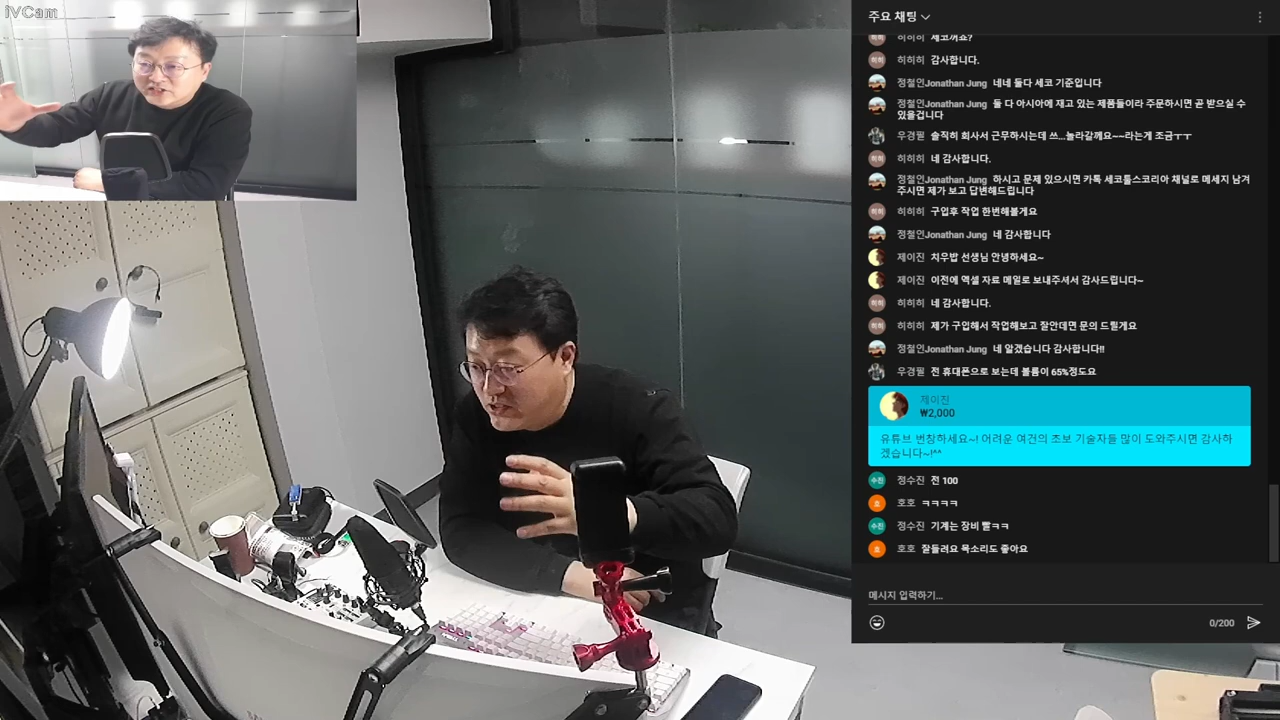 iVCam
주요 채팅
히히히 세코꺼죠?
히히히 감사합니다.
정철인Jonathan Jung 네네 둘다 세코 기준입니다
정철인Jonathan Jung 둘 다 아시아에 재고 있는 제품들이라 주문하시면 곧 받으실 수
있을겁니다
우경필 솔직히 회사서 근무하시는데 쓰...놀라갈께요~~라는게 조금ㅜㅜ
히히히 네 감사합니다.
정철인Jonathan Jung 하시고 문제 있으시면 카톡 세코툴스코리아 채널로 메세지 남겨
주시면 제가 보고 답변해드립니다
히히히 구입후 작업 한번해볼게요
정철인Jonathan Jung 네 감사합니다
제이진 치우밥 선생님 안녕하세요~
제이진 이전에 엑셀 자료 메일로 보내주셔서 감사드립니다~
히히히 네 감사합니다.
히히히 제가 구입해서 작업해보고 잘안데면 문의 드릴게요
정철인Jonathan Jung 네 알겠습니다 감사합니다!!
우경필 전 휴대폰으로 보는데 볼륨이 65%정도요
제이진
₩2,000
유튜브 번창하세요~! 어려운 여건의 초보 기술자들 많이 도와주시면 감사하
겠습니다~!^^
수진 정수진 전 100
호 호호 ㅋㅋㅋㅋ
수진 정수진 기계는 장비 빨ㅋㅋ
호 호호 잘들려요 목소리도 좋아요
메시지 입력하기...
0/200